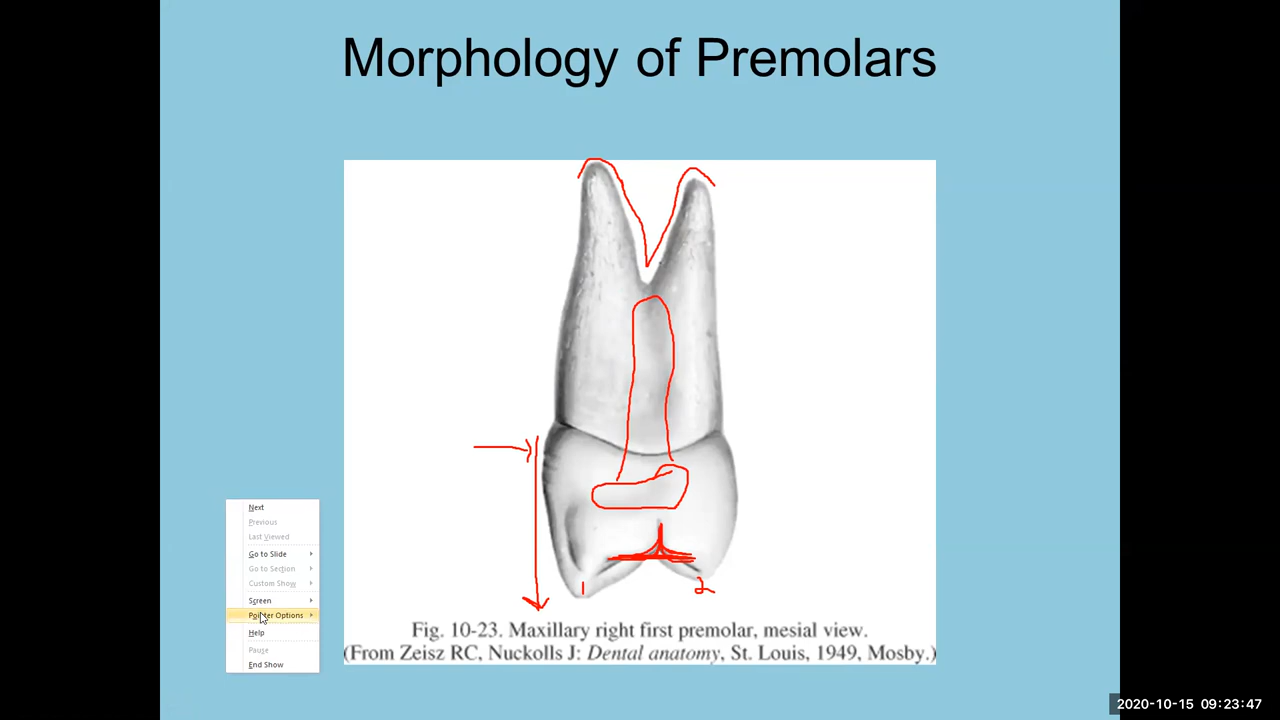 Morphology of Premolars
1
2
Next
Previous
Last Viewed
Go to Slide
Go to Section
Custom Show
Screen
Pointer Options
Help
Pause
End Show
Fig. 10-23. Maxillary right first premolar, mesial view.
(From Zeisz RC, Nuckolls J: Dental anatomy, St. Louis, 1949, Mosby.)
2020-10-15 09:23:47